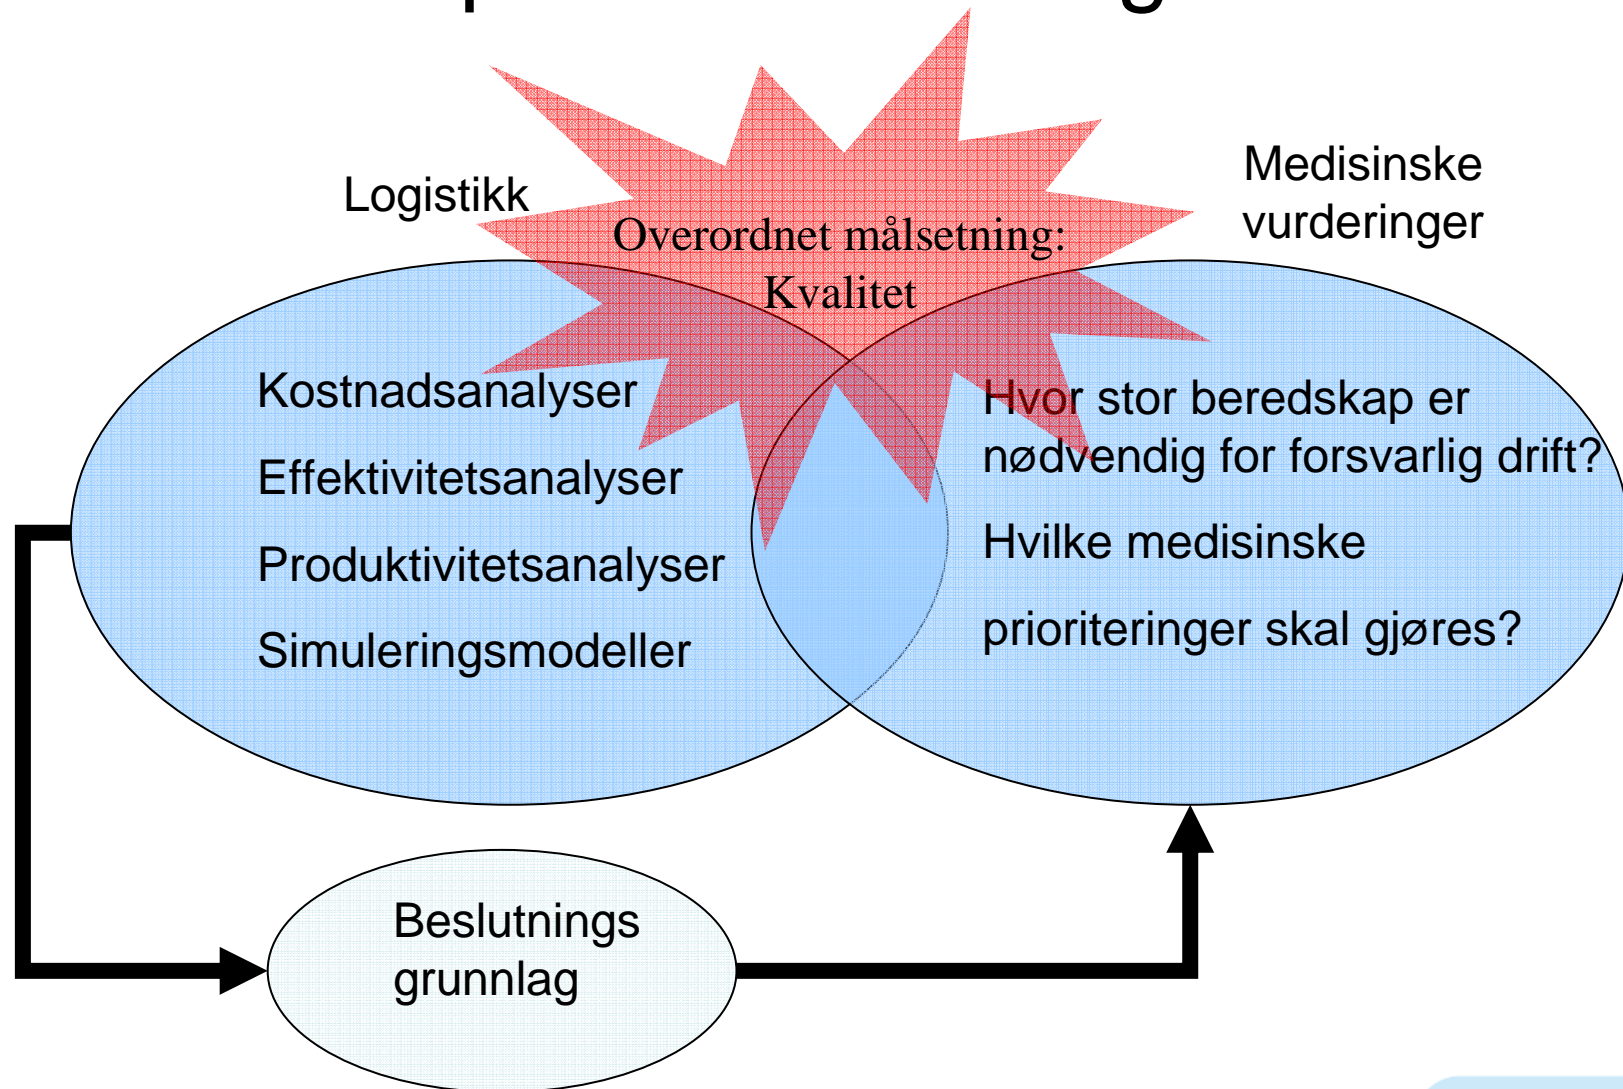 Logistikk
Medisinske
vurderinger
Overordnet målsetning:
Kvalitet
Kostnadsanalyser
Effektivitetsanalyser
Produktivitetsanalyser
Simuleringsmodeller
Hvor stor beredskap er
nødvendig for forsvarlig drift?
Hvilke medisinske
prioriteringer skal gjøres?
Beslutnings
grunnlag